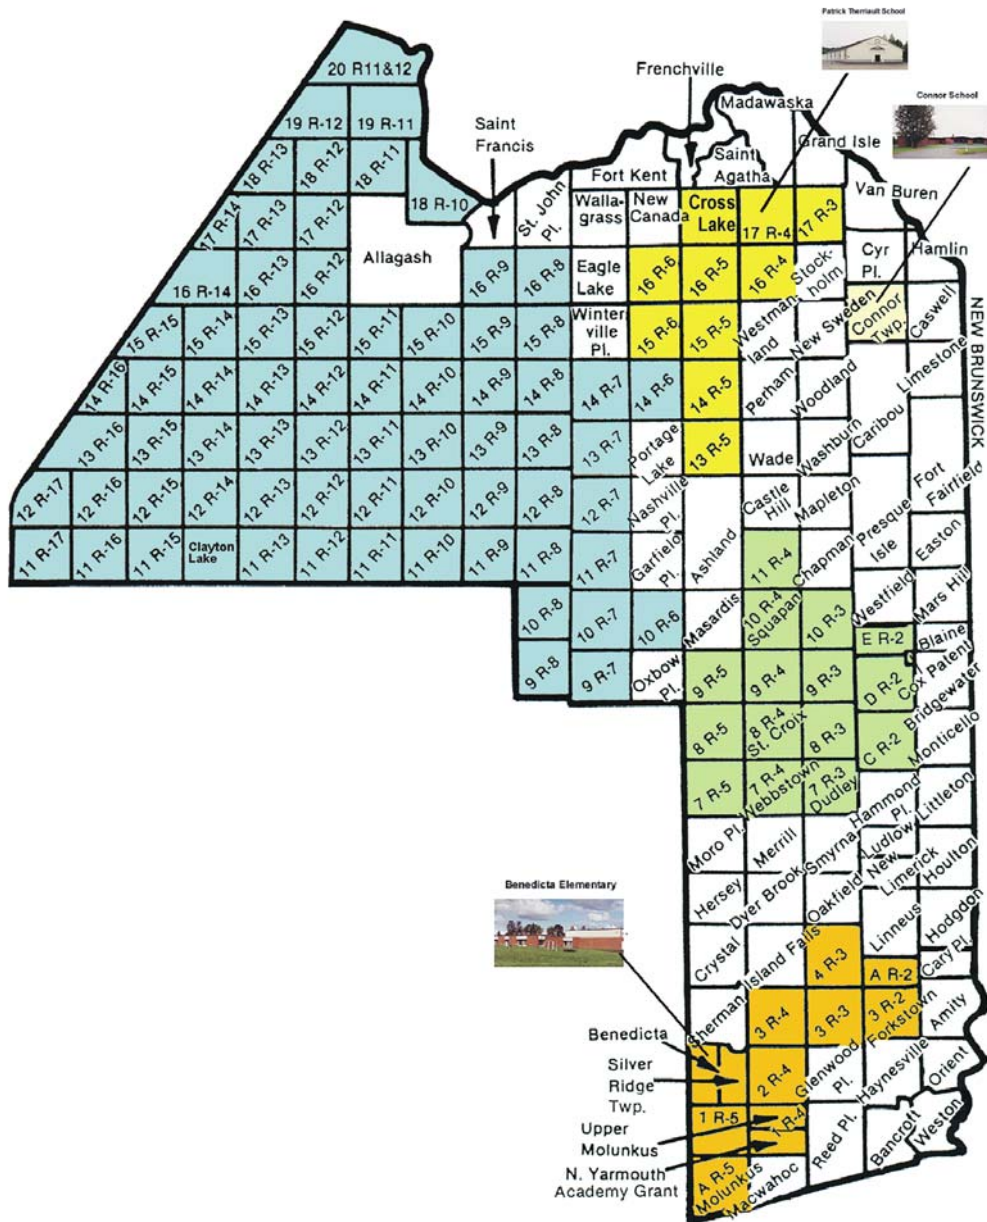 Patrick Therriault School
Frenchville
Connor School
Madawaska
20 R11&12
Saint
Francis
19 R-12
19 R-11
Grand Isle
Saint
Agatha
18 R-13
18 R-12
18 R-11
Fort Kent
18 R-10
St. John
Pl.
Walla-
grass
New
Canada
Cross
Lake
17 R-4
17 R-3
Van Buren
17 R-14
17 R-13
17 R-12
Allagash
Hamlin
Cyr
Pl.
16 R-14
16 R-13
16 R-12
16 R-9
16 R-8
Eagle
Lake
16 R-6
16 R-5
16 R-4
Stock-
holm
NEW BRUNSWICK
15 R-15
15 R-14
15 R-13
15 R-12
15 R-11
15 R-10
15 R-9
15 R-8
Winter
ville
Pl.
15 R-6
15 R-5
Westman-
land
New Sweden
Connor
Twp.
Caswell
14 R-16
14 R-15
14 R-14
14 R-13
14 R-12
14 R-11
14 R-10
14 R-9
14 R-8
14 R-7
14 R-6
14 R-5
Perham
Woodland
Limestone
13 R-16
13 R-15
13 R-14
13 R-13
13 R-12
13 R-11
13 R-10
13 R-9
13 R-8
13 R-7
Portage
Lake
13 R-5
Wade
Washburn
Caribou
12 R-17
12 R-16
12 R-15
12 R-14
12 R-13
12 R-12
12 R-11
12 R-10
12 R-9
12 R-8
12 R-7
Nashville
Pl.
Castle
Hill
Mapleton
Presque
Isle
Fort
Fairfield
11 R-17
11 R-16
11 R-15
Clayton
Lake
11 R-13
11 R-12
11 R-11
11 R-10
11 R-9
11 R-8
11 R-7
Garfield
Pl.
Ashland
11 R-4
Chapman
Easton
10 R-8
10 R-7
10 R-6
Masardis
10 R-4
Squapan
10 R-3
Westfield
Mars Hill
E R-2
Blaine
9 R-8
9 R-7
Oxbow
Pl.
9 R-5
9 R-4
9 R-3
D R-2
Cox Patent
Bridgewater
8 R-5
8 R-4
St. Croix
8 R-3
C R-2
Monticello
7 R-5
7 R-4
Webbstown
7 R-3
Dudley
Hammond
Pl.
Littleton
Moro Pl.
Merrill
Smyrna
Ludlow
New
Limerick
Houlton
Hersey
Dyer Brook
Oakfield
Benedicta Elementary
Crystal
Island Falls
4 R-3
Linneus
Hodgdon
A R-2
Cary Pl.
Sherman
3 R-4
3 R-3
3 R-2
Forkstown
Amity
Benedicta
Silver
Ridge
Twp.
2 R-4
Glenwood
Pl.
Haynesville
Orient
1 R-5
1 R-4
Upper
Molunkus
Reed Pl.
Bancroft
Weston
N. Yarmouth
Academy Grant
A R-5
Molunkus
Macwahoc